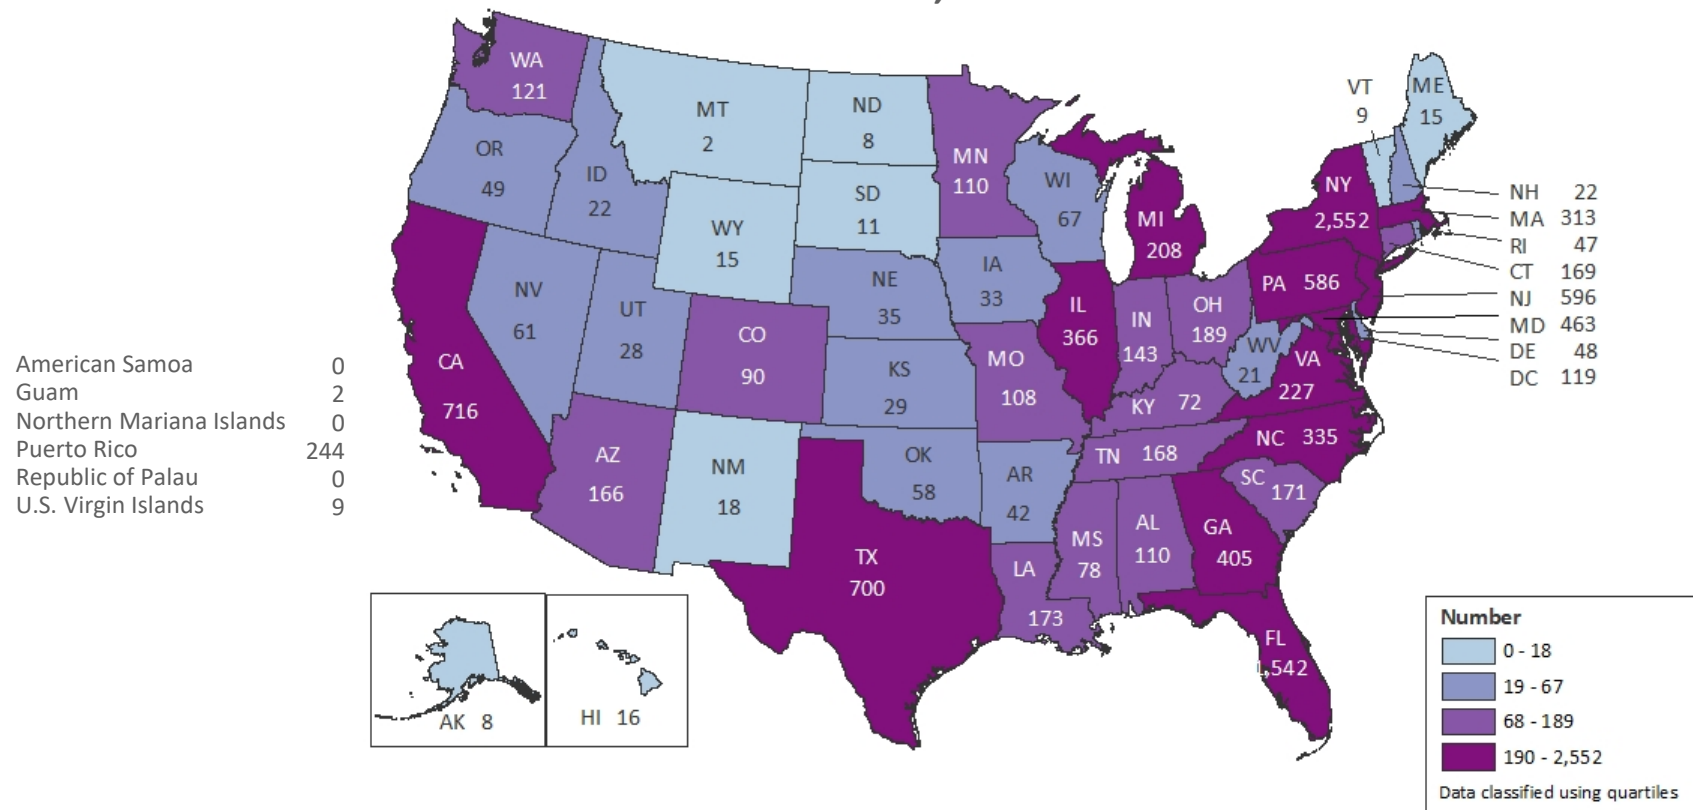 WA
121
MT
2
ND
8
VT
9
ME
15
OR
49
ID
22
MN
110
WI
67
SD
11
WY
15
MI
208
NY
2,552
NH 22
MA 313
RI 47
CT 169
NJ 596
MD 463
DE 48
DC 119
NV
61
UT
28
CO
90
NE
35
IA
33
IL
366
IN
143
OH
189
PA 586
WV
21
VA
227
CA
716
KS
29
MO
108
KY 72
American Samoa 0
Guam 2
Northern Mariana Islands 0
Puerto Rico 244
Republic of Palau 0
U.S. Virgin Islands 9
AZ
166
NM
18
OK
58
AR
42
TN 168
NC 335
SC 171
TX
700
LA
173
MS
78
AL
110
GA
405
FL
,542
AK 8
HI 16
Number
0 - 18
19 - 67
68 - 189
190 - 2,552
Data classified using quartiles